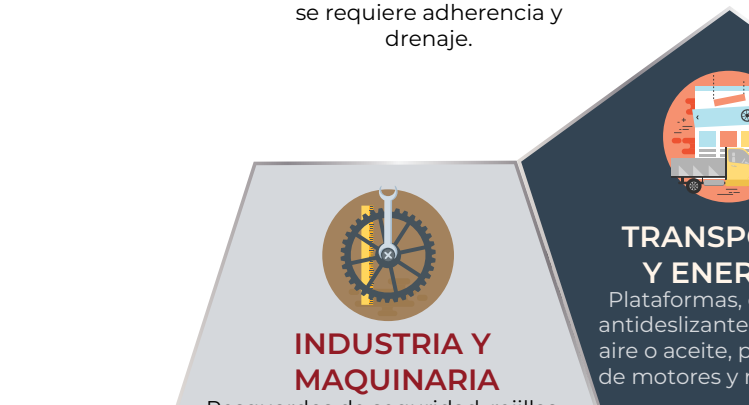 se requiere adherencia y
drenaje.
INDUSTRIA Y
MAQUINARIA
Y
Plataformas,
antideslizante
aire o aceite,
de motores y